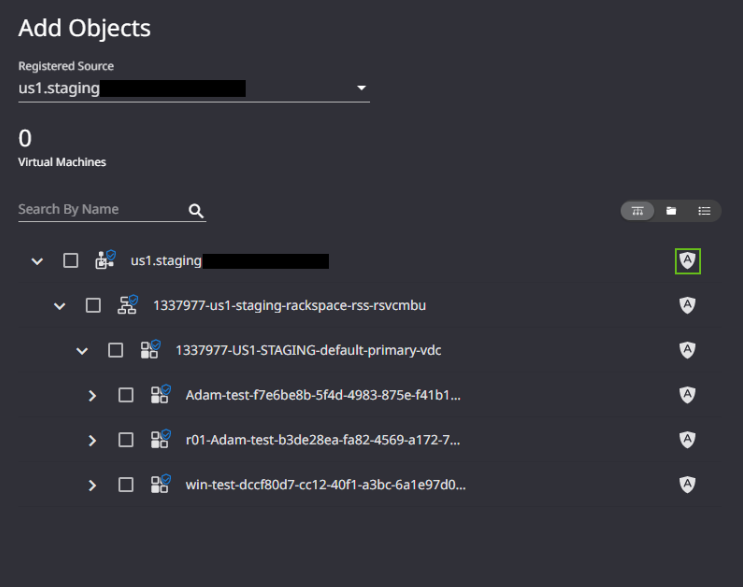 Add Objects
Registered Source
us1.staging
0
Virtual Machines
Search By Name
us1.staging
1337977-us1-staging-rackspace-rss-rsvcmbu
1337977-US1-STAGING-default-primary-vdc
Adam-test-f7e6be8b-5f4d-4983-875e-f41b1...
r01-Adam-test-b3de28ea-fa82-4569-a172-7...
win-test-dccf80d7-cc12-40f1-a3bc-6a1e97d0...